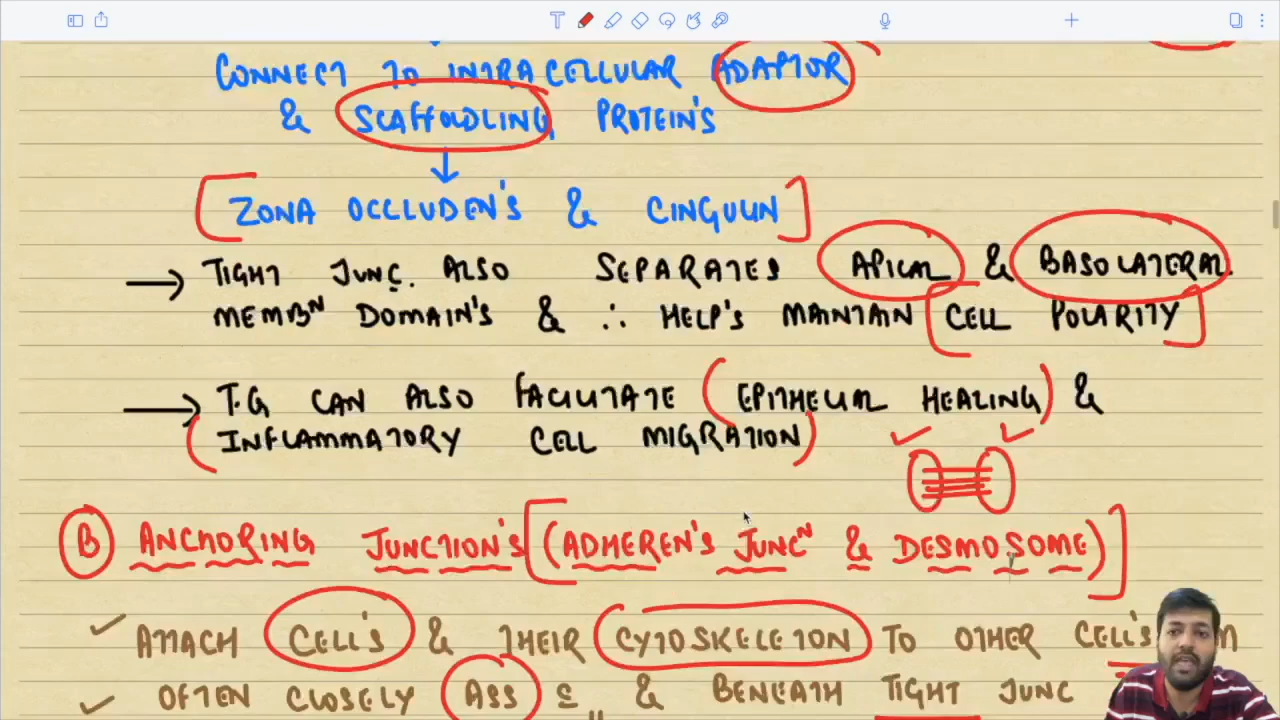 CONNECT TO INTRACELLULAR ADAPTOR
& SCAFFOLDLING PROTEIN'S
ZONA OCCLUDEN'S & CINGULIN
→ TIGHT JUNC. ALSO SEPARATES APICAL & BASOLATERAL
MEMBᴺ DOMAIN'S & ∴ HELP'S MAINTAIN CELL POLARITY
→ T.G CAN ALSO FACILITATE EPITHELIAL HEALING &
INFLAMMATORY CELL MIGRATION
B ANCHORING JUNCTION'S (ADHEREN'S JUNCᴺ & DESMOSOME)
ATTACH CELL'S & THEIR CYTOSKELETON TO OTHER CELL'S
OFTEN CLOSELY ASS c̄ & BENEATH TIGHT JUNC